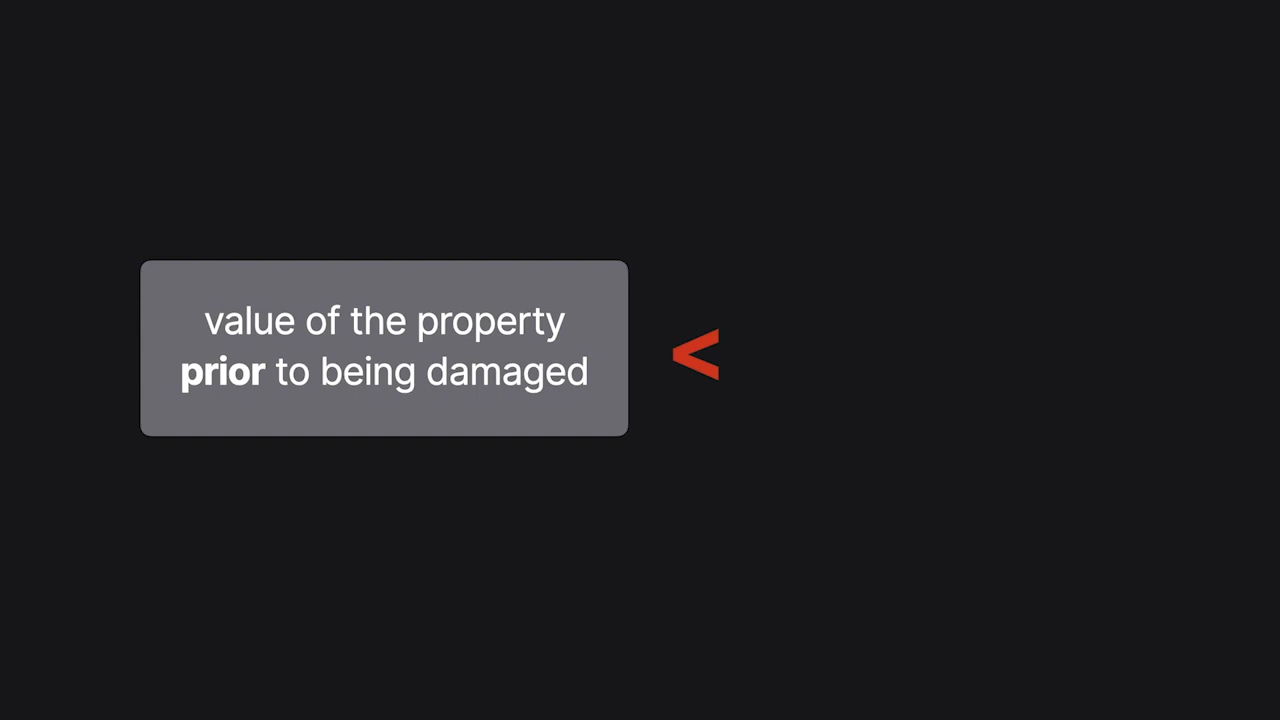 value of the property
prior to being damaged
<